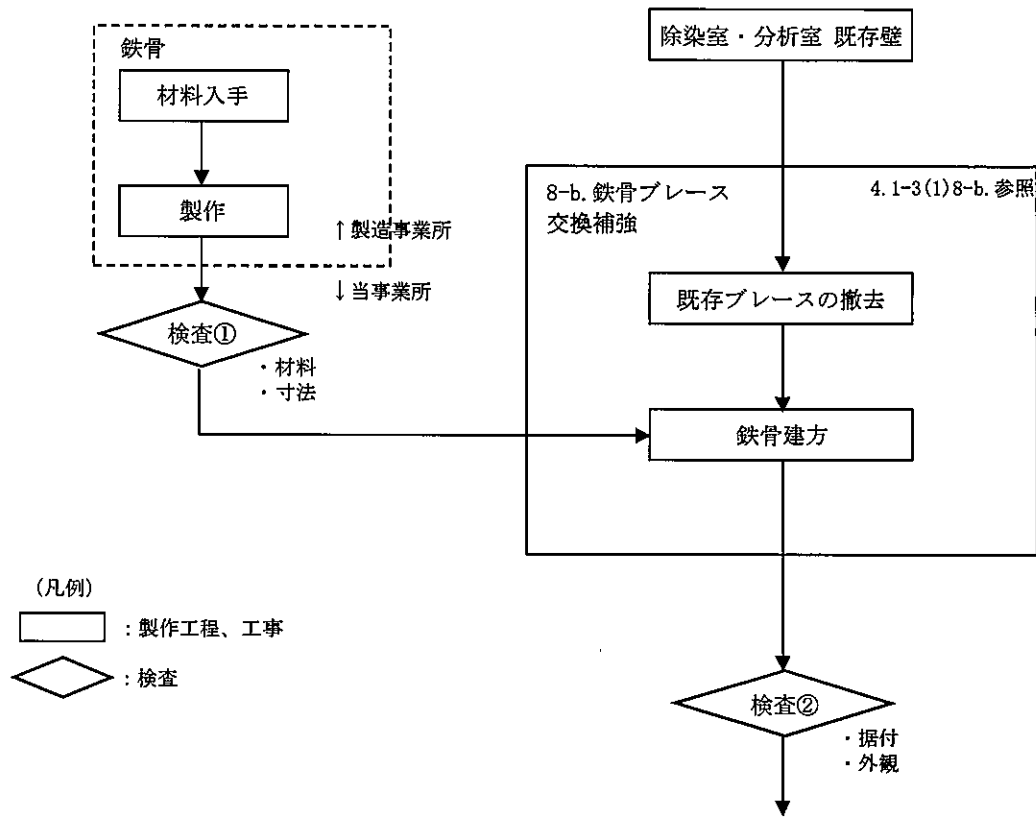 鉄骨
材料入手
製作
↑製造事業所
↓当事業所
検査①
・材料
・寸法
除染室・分析室 既存壁
8-b. 鉄骨ブレース
交換補強
4.1-3(1)8-b. 参照
既存ブレースの撤去
鉄骨建方
検査②
・据付
・外観
(凡例)
：製作工程、工事
：検査